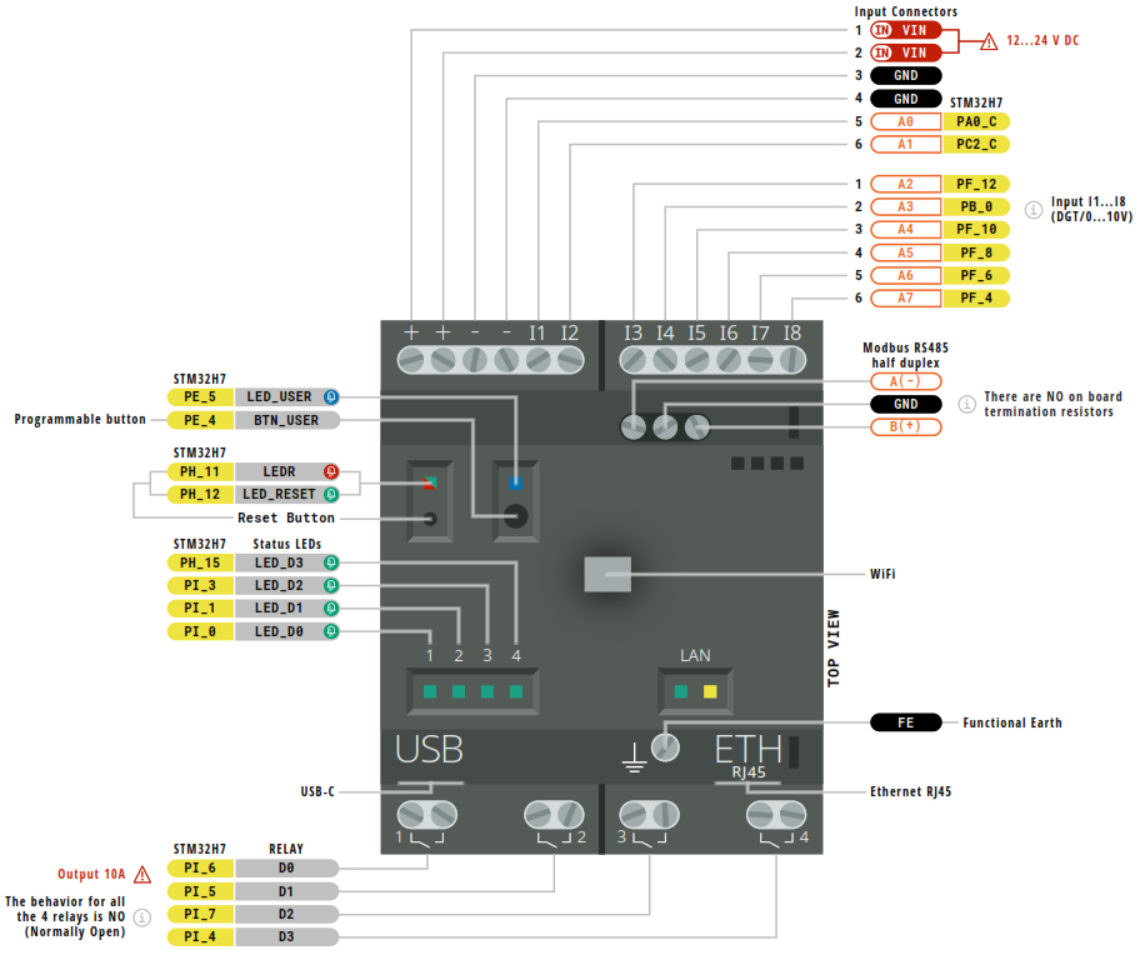 Input Connectors
1 IN VIN
2 IN VIN
12...24 V DC
3 GND
4 GND
STM32H7
5 A0 PA0_C
6 A1 PC2_C
1 A2 PF_12
2 A3 PB_0
3 A4 PF_10
4 A5 PF_8
5 A6 PF_6
6 A7 PF_4
Input I1...I8
(DGT/0...10V)
+ + - - I1 I2 I3 I4 I5 I6 I7 I8
Modbus RS485
half duplex
A(-)
GND
B(+)
There are NO on board
termination resistors
STM32H7
PE_5 LED_USER
Programmable button PE_4 BTN_USER
STM32H7
PH_11 LEDR
PH_12 LED_RESET
Reset Button
STM32H7 Status LEDs
PH_15 LED_D3
PI_3 LED_D2
PI_1 LED_D1
PI_0 LED_D0
WiFi
TOP VIEW
1 2 3 4
LAN
FE Functional Earth
USB
ETH
RJ45
USB-C
Ethernet RJ45
1 2 3 4
STM32H7 RELAY
Output 10A
PI_6 D0
PI_5 D1
PI_7 D2
PI_4 D3
The behavior for all
the 4 relays is NO
(Normally Open)